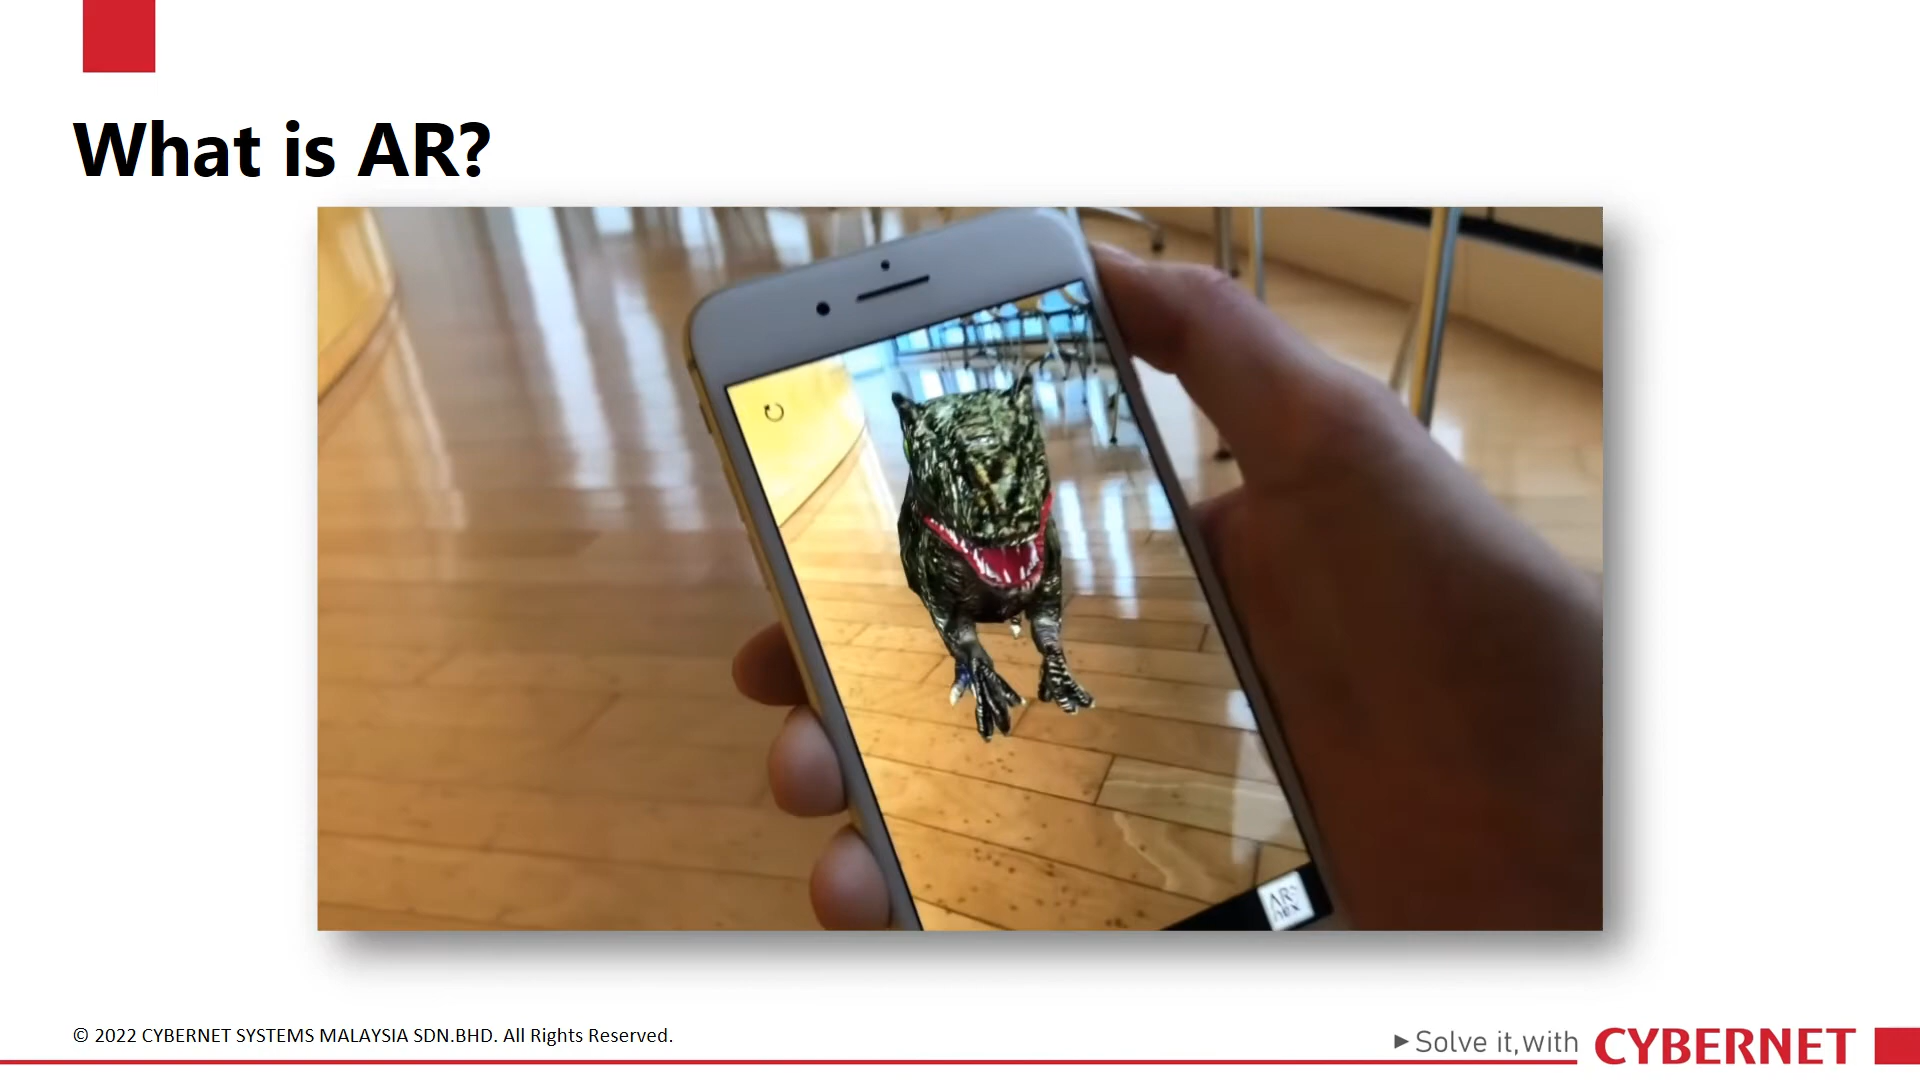 What is AR?
© 2022 CYBERNET SYSTEMS MALAYSIA SDN.BHD. All Rights Reserved.
►Solve it,with CYBERNET